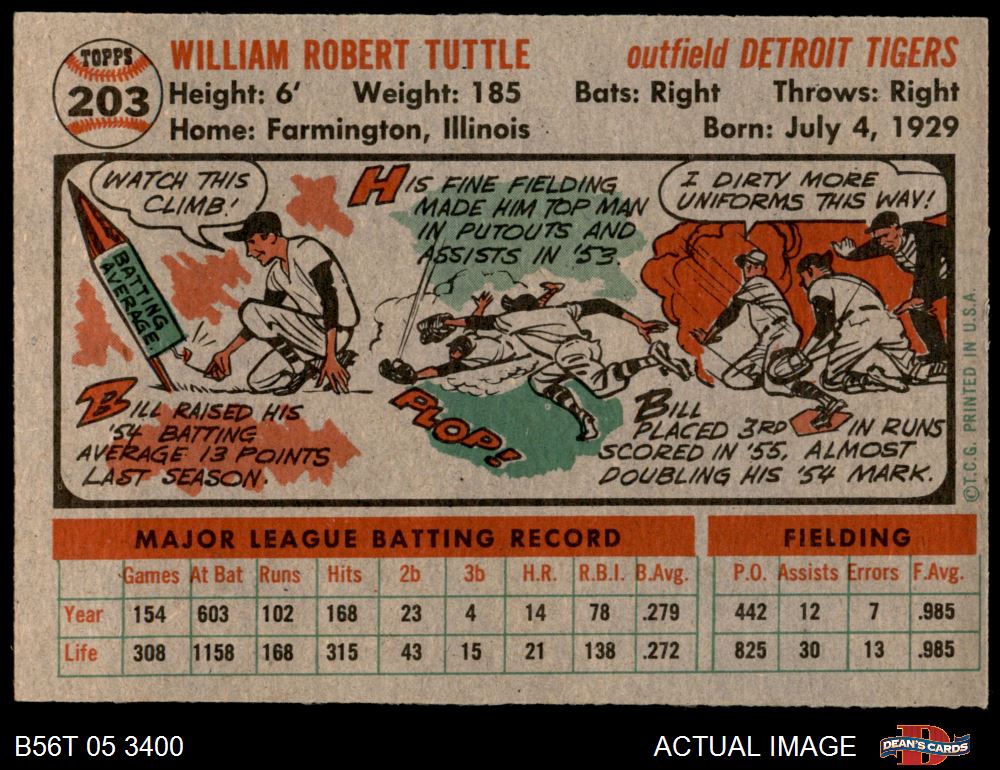 TOPPS
203
WILLIAM ROBERT TUTTLE
outfield DETROIT TIGERS
Height: 6' Weight: 185 Bats: Right Throws: Right
Home: Farmington, Illinois Born: July 4, 1929
WATCH THIS
CLIMB!
BATTING
AVERAGE
BILL RAISED HIS
'54 BATTING
AVERAGE 13 POINTS
LAST SEASON.
HIS FINE FIELDING
MADE HIM TOP MAN
IN PUTOUTS AND
ASSISTS IN '53.
PLOP!
I DIRTY MORE
UNIFORMS THIS WAY!
BILL
PLACED 3RD IN RUNS
SCORED IN '55, ALMOST
DOUBLING HIS '54 MARK.
©T.C.G. PRINTED IN U.S.A.
MAJOR LEAGUE BATTING RECORD FIELDING
Games At Bat Runs Hits 2b 3b H.R. R.B.I. B.Avg. P.O. Assists Errors F.Avg.
Year 154 603 102 168 23 4 14 78 .279 442 12 7 .985
Life 308 1158 168 315 43 15 21 138 .272 825 30 13 .985
B56T 05 3400
ACTUAL IMAGE
D
DEAN'S CARDS